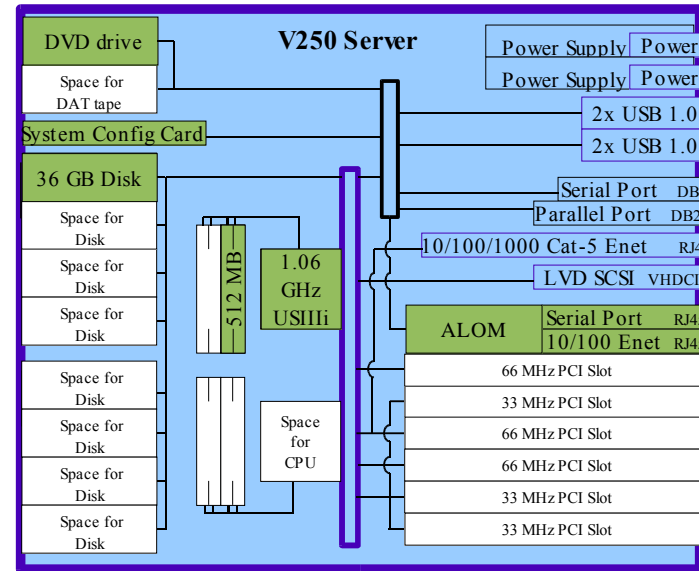 V250 Server
DVD drive
Space for
DAT tape
System Config Card
36 GB Disk
Space for
Disk
Space for
Disk
Space for
Disk
Space for
Disk
Space for
Disk
Space for
Disk
Space for
Disk
512 MB
1.06
GHz
USIIIi
Space
for
CPU
Power Supply Power
Power Supply Power
2x USB 1.0
2x USB 1.0
Serial Port DB
Parallel Port DB2
10/100/1000 Cat-5 Enet RJ4
LVD SCSI VHDCI
ALOM
Serial Port RJ4
10/100 Enet RJ4
66 MHz PCI Slot
33 MHz PCI Slot
66 MHz PCI Slot
66 MHz PCI Slot
33 MHz PCI Slot
33 MHz PCI Slot